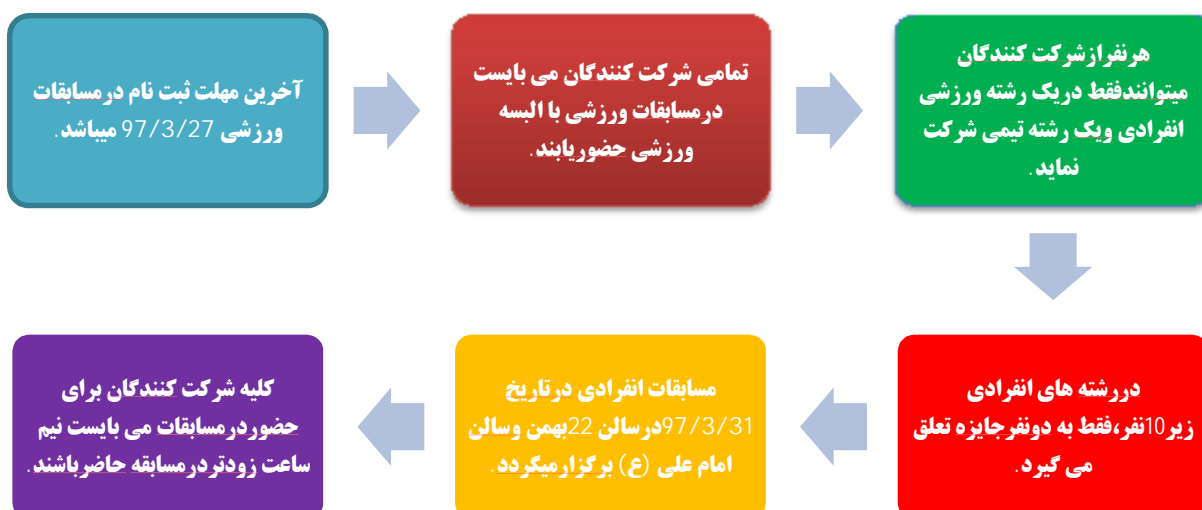 آخرین مهلت ثبت نام درمسابقات
ورزشی 97/3/27 میباشد.
تمامی شرکت کنندگان می بایست
درمسابقات ورزشی با البسه
ورزشی حضوریابند.
هرنفرازشرکت کنندگان
میتوانندفقط دریک رشته ورزشی
انفرادی ویک رشته تیمی شرکت
نماید.
دررشته های انفرادی
زیر10نفر،فقط به دونفرجایزه تعلق
می گیرد.
مسابقات انفرادی درتاریخ
97/3/31درسالن 22بهمن وسالن
امام علی (ع) برگزارمیگردد.
کلیه شرکت کنندگان برای
حضوردرمسابقات می بایست نیم
ساعت زودتردرمسابقه حاضرباشند.